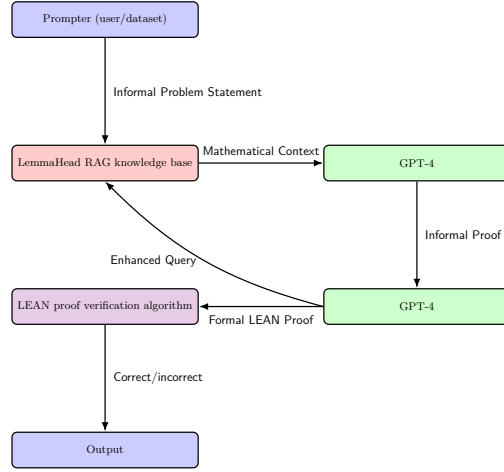 Prompter (user/dataset)
Informal Problem Statement
LemmaHead RAG knowledge base
Mathematical Context
GPT-4
Informal Proof
Enhanced Query
LEAN proof verification algorithm
Formal LEAN Proof
GPT-4
Correct/incorrect
Output